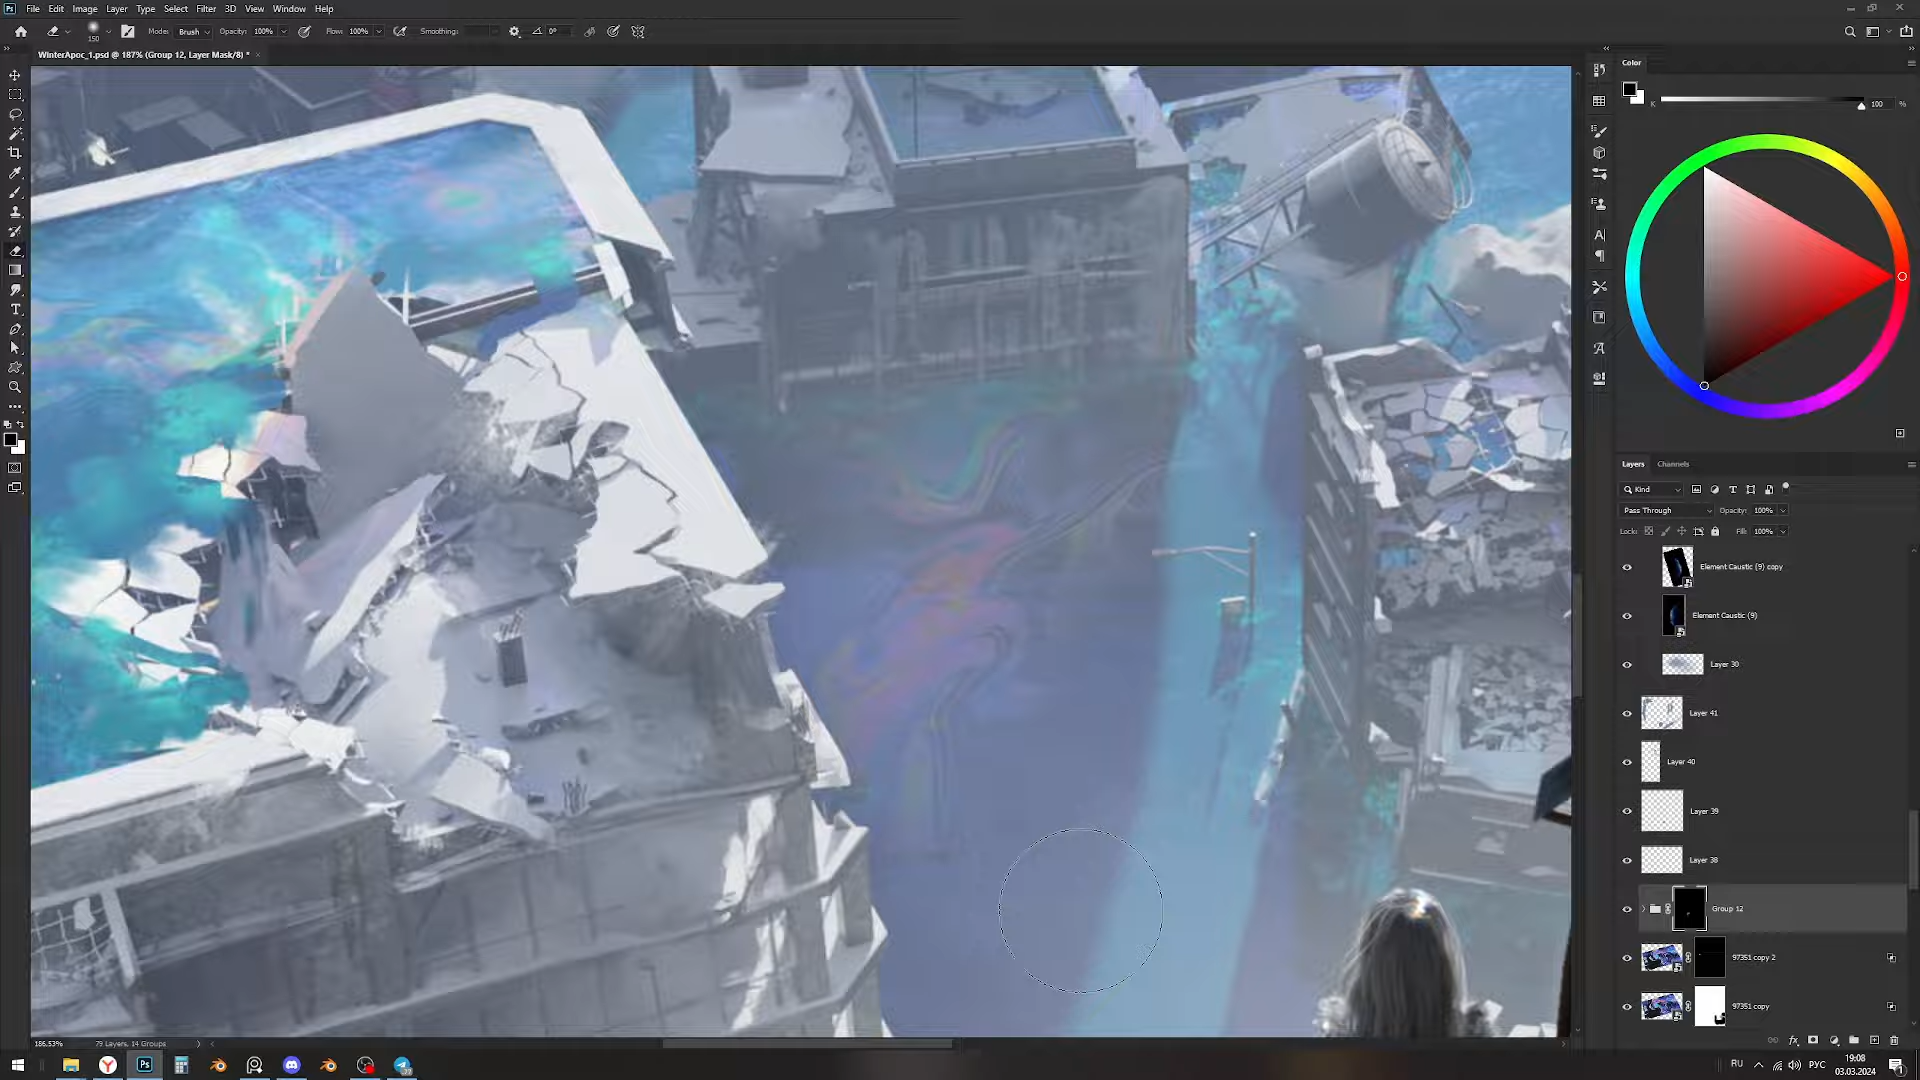 File Edit Image Layer Type Select Filter 3D View Window Help
150 Mode: Brush Opacity: 100% Flow: 100% Smoothing: 0°
WinterApoc_1.psd @ 187% (Group 12, Layer Mask/8) * ×
Color
K 100 %
Layers Channels
Kind
Pass Through Opacity: 100%
Lock: Fill: 100%
Element Caustic (9) copy
Element Caustic (9)
Layer 30
Layer 41
Layer 40
Layer 39
Layer 38
Group 12
97351 copy 2
97351 copy
186.53% 79 Layers, 14 Groups
RU РУС 19:08
03.03.2024